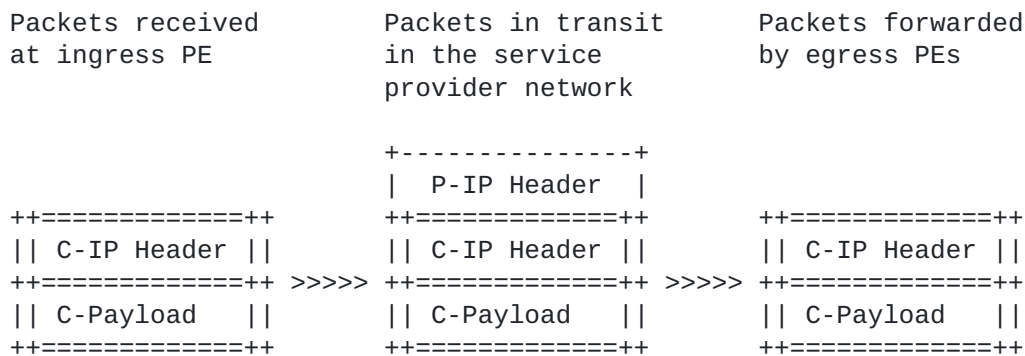 Packets received        Packets in transit      Packets forwarded
at ingress PE           in the service          by egress PEs
                        provider network

                        +---------------+
                        |  P-IP Header  |
++=============++       ++=============++       ++=============++
|| C-IP Header ||       || C-IP Header ||       || C-IP Header ||
++=============++ >>>>> ++=============++ >>>>> ++=============++
|| C-Payload   ||       || C-Payload   ||       || C-Payload   ||
++=============++       ++=============++       ++=============++